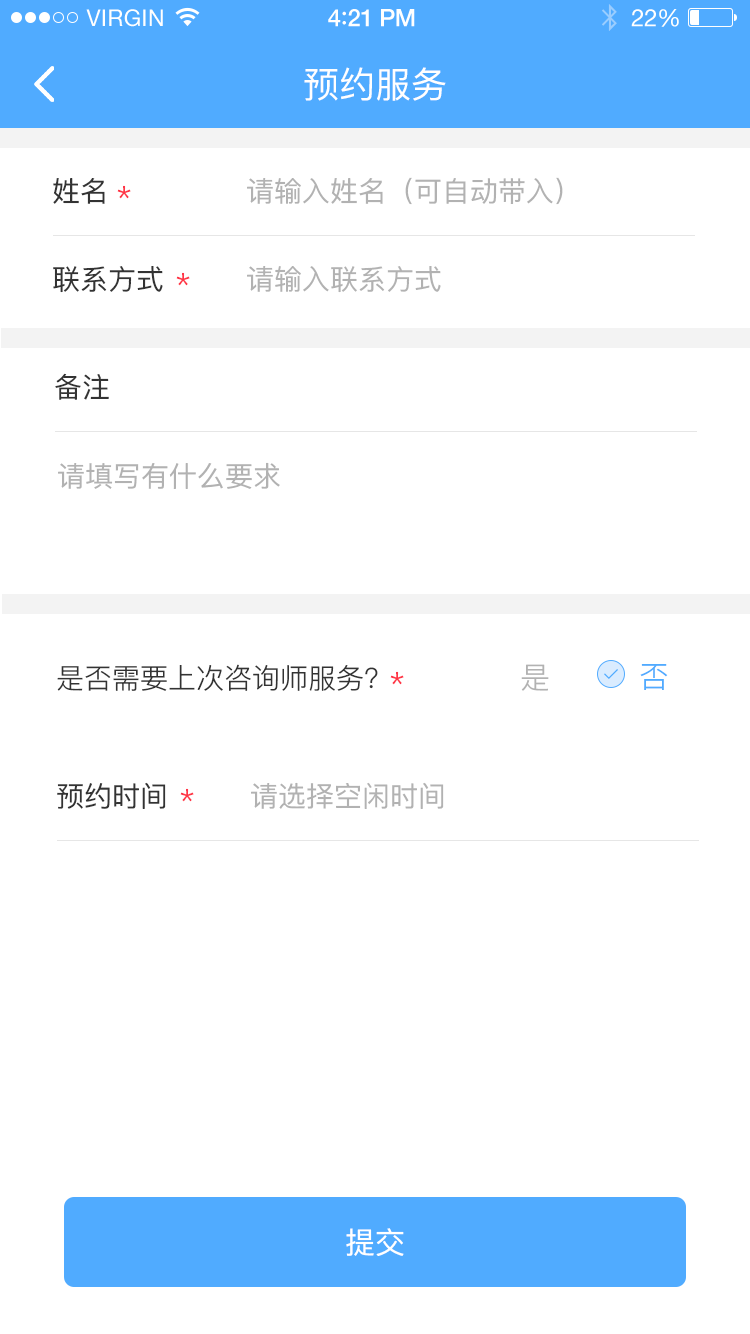 VIRGIN 4:21 PM 22%
预约服务
姓名 * 请输入姓名（可自动带入）
联系方式 * 请输入联系方式
备注
请填写有什么要求
是否需要上次咨询师服务？* 是 否
预约时间 * 请选择空闲时间
提交